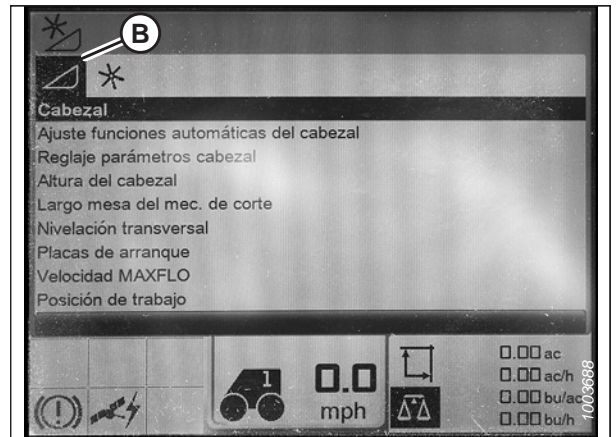 B
Cabezal
Ajuste funciones automáticas del cabezal
Reglaje parámetros cabezal
Altura del cabezal
Largo mesa del mec. de corte
Nivelación transversal
Placas de arranque
Velocidad MAXFLO
Posición de trabajo
1
0.0
mph
0.00 ac
0.00 ac/h
0.00 bu/ac
0.00 bu/h
1003688